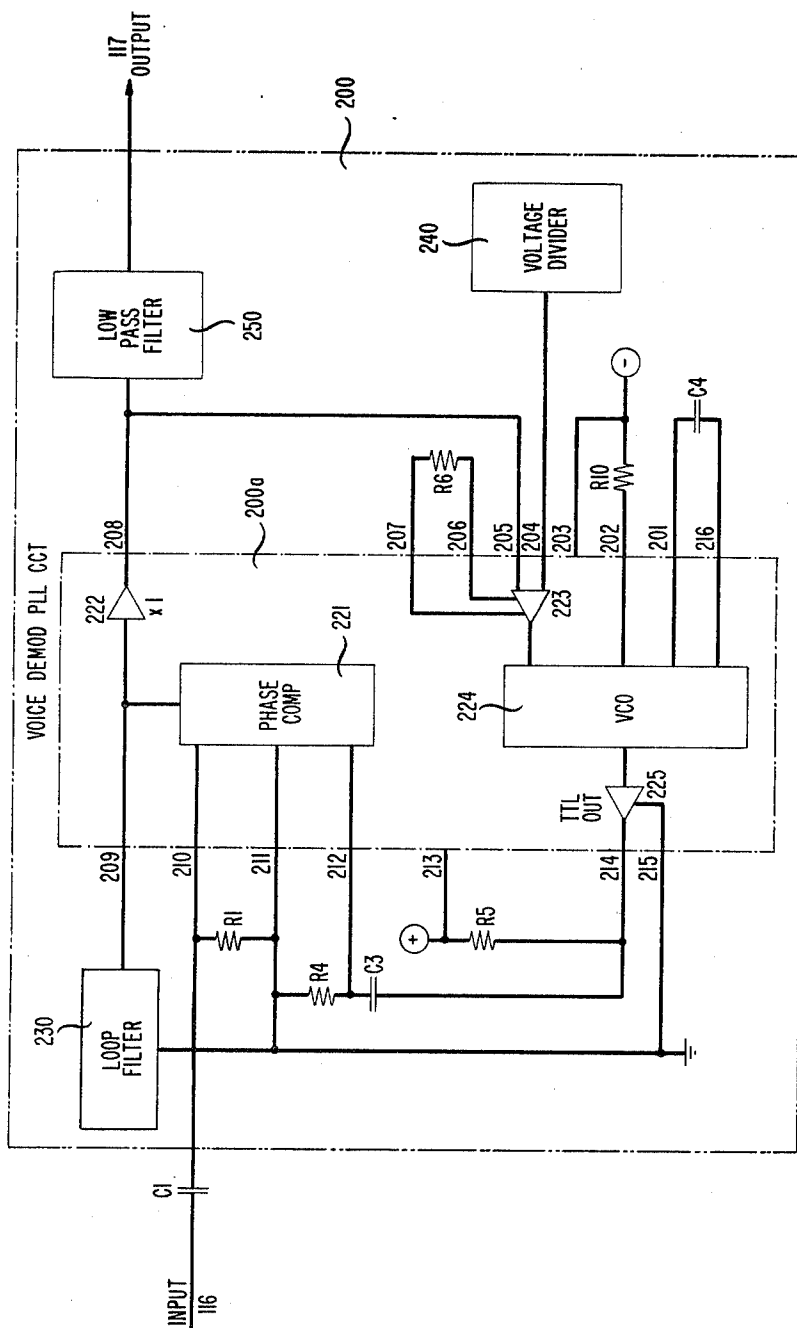 VOICE DEMOD PLL CCT
200
200a
INPUT
116
C1
230
LOOP
FILTER
209
210
211
212
213
214
215
R1
R4
C3
+
R5
222
x 1
PHASE
COMP
221
TTL
OUT
225
224
VCO
223
208
207
206
205
204
203
202
201
216
R6
R10
-
C4
LOW
PASS
FILTER
250
240
VOLTAGE
DIVIDER
117
OUTPUT